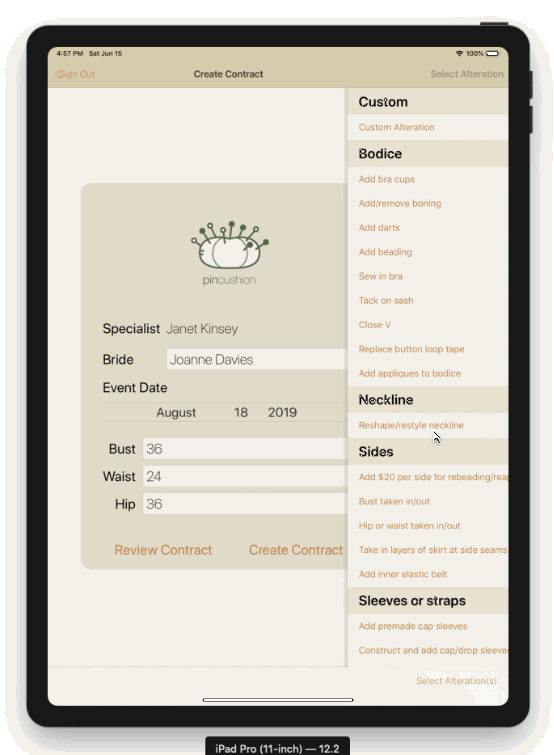 4:57 PM Sat Jun 15
100%
Sign Out
Create Contract
Select Alteration
pincushion
Specialist Janet Kinsey
Bride Joanne Davies
Event Date
August 18 2019
Bust 36
Waist 24
Hip 36
Review Contract Create Contract
Custom
Custom Alteration
Bodice
Add bra cups
Add/remove boning
Add darts
Add beading
Sew in bra
Tack on sash
Close V
Replace button loop tape
Add appliques to bodice
Neckline
Reshape/restyle neckline
Sides
Add $20 per side for rebeading/reap
Bust taken in/out
Hip or waist taken in/out
Take in layers of skirt at side seams
Add inner elastic belt
Sleeves or straps
Add premade cap sleeves
Construct and add cap/drop sleeve
Select Alteration(s)
iPad Pro (11-inch) — 12.2